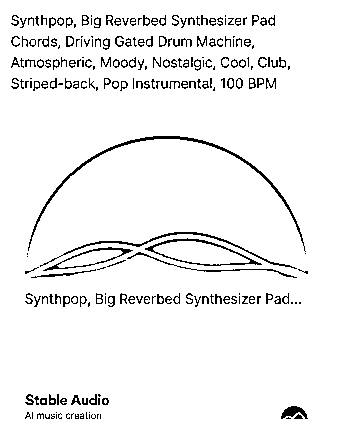 Synthpop, Big Reverbed Synthesizer Pad
Chords, Driving Gated Drum Machine,
Atmospheric, Moody, Nostalgic, Cool, Club,
Striped-back, Pop Instrumental, 100 BPM
Synthpop, Big Reverbed Synthesizer Pad...
Stable Audio
AI music creation